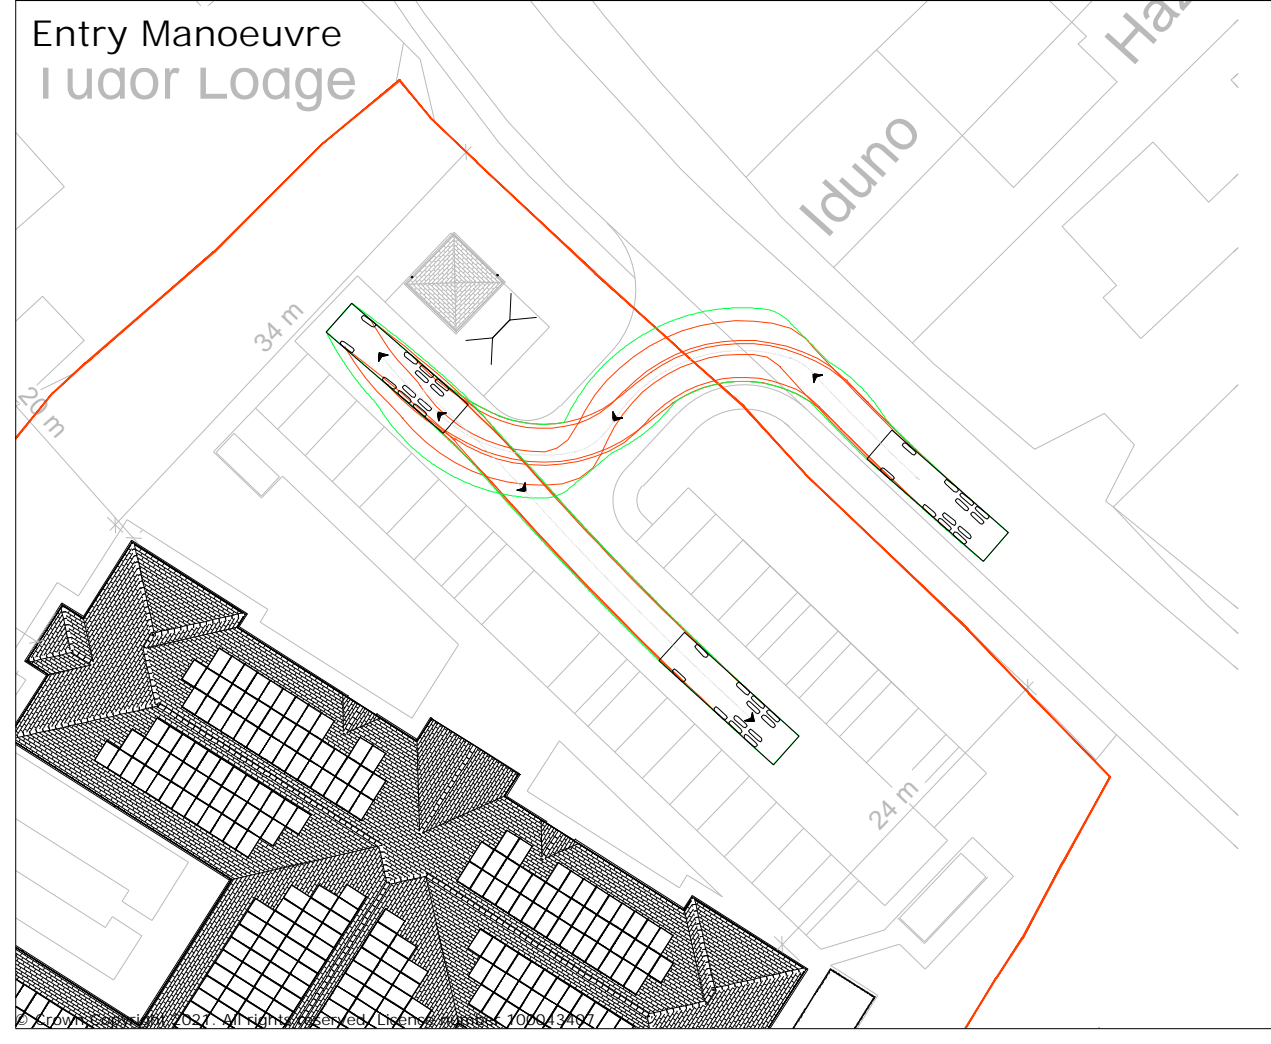 Entry Manoeuvre
Tudor Lodge
Iduno
34 m
20 m
24 m
© Crown Copyright 2021. All rights reserved. Licence number 100043407